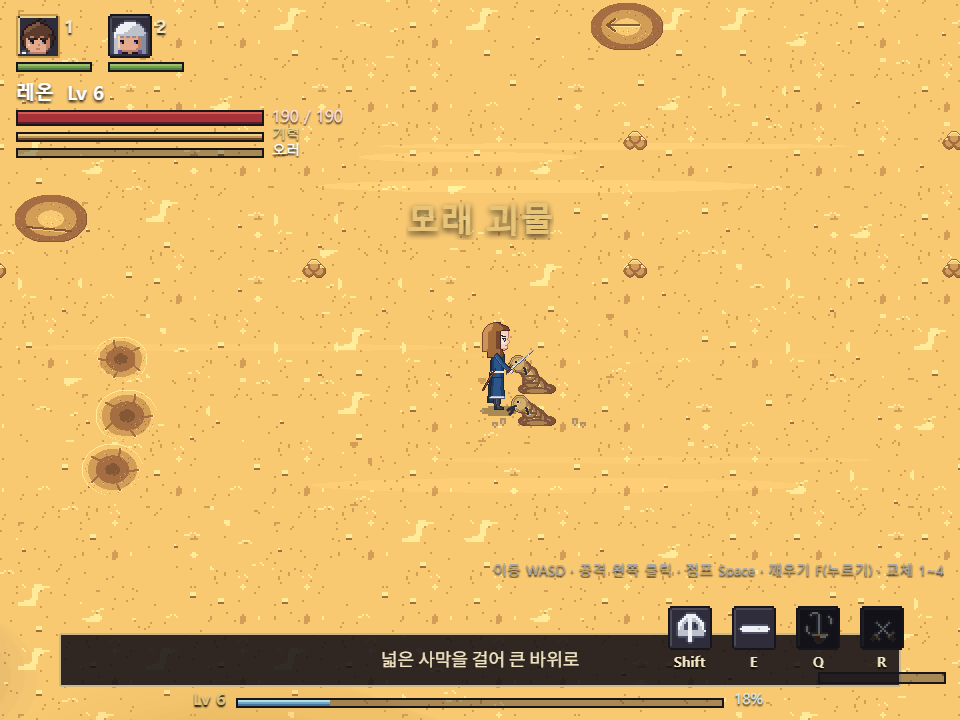 1
2
레온 Lv 6
190 / 190
기력
오러
모래 괴물
이동 WASD · 공격 왼쪽 클릭 · 점프 Space · 깨우기 F(누르기) · 교체 1~4
넓은 사막을 걸어 큰 바위로
Shift
E
Q
R
Lv 6
18%